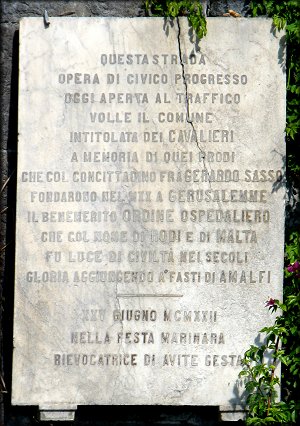 QUESTA STRADA
OPERA DI CIVICO PROGRESSO
OGGI APERTA AL TRAFFICO
VOLLE IL COMUNE
INTITOLATA DEI CAVALIERI
A MEMORIA DI QUEI PRODI
CHE COL CONCITTADINO FRA GERARDO SASSO
FONDARONO NEL MXX A GERUSALEMME
IL BENEMERITO ORDINE OSPEDALIERO
CHE COL NOME DI RODI E DI MALTA
FU LUCE DI CIVILTÀ NEI SECOLI
GLORIA AGGIUNGENDO A' FASTI DI AMALFI
XXV GIUGNO MCMXXII
NELLA FESTA MARINARA
RIEVOCATRICE DI AVITE GESTA